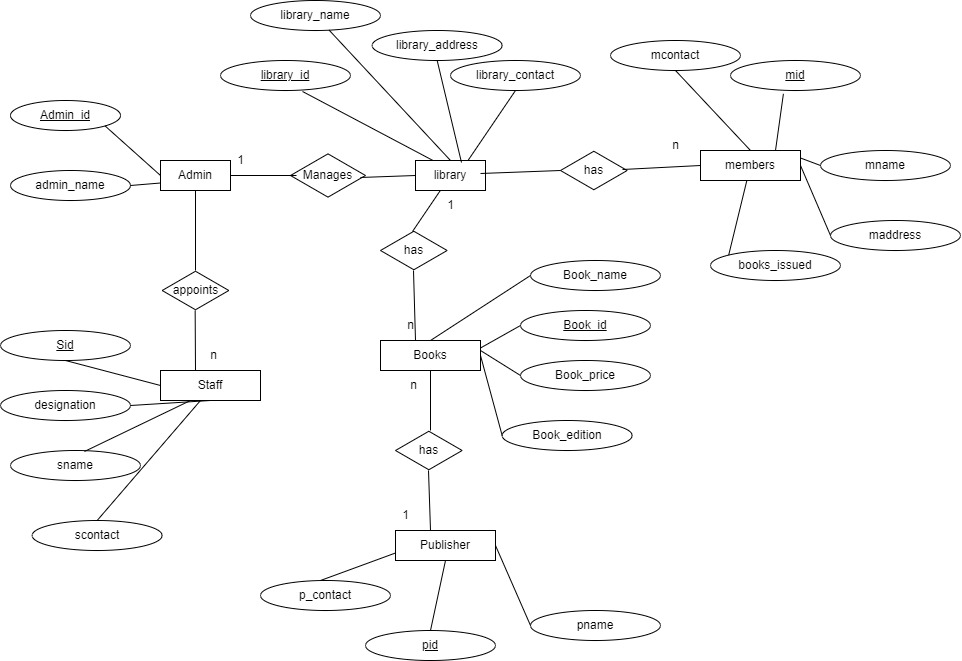 library_name
library_address
mcontact
library_id
library_contact
mid
Admin_id
1
n
Admin
Manages
library
has
members
mname
admin_name
1
maddress
has
books_issued
Book_name
appoints
n
Book_id
Sid
n
Books
Staff
n
Book_price
designation
Book_edition
has
sname
1
scontact
Publisher
p_contact
pname
pid